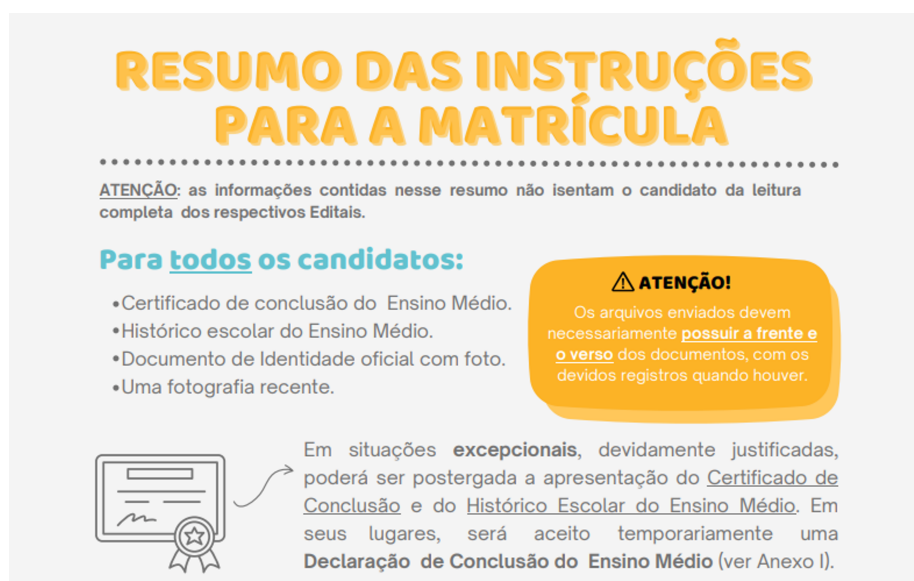 RESUMO DAS INSTRUÇÕES
PARA A MATRÍCULA
ATENÇÃO: as informações contidas nesse resumo não isentam o candidato da leitura
completa dos respectivos Editais.
Para todos os candidatos:
•Certificado de conclusão do Ensino Médio.
•Histórico escolar do Ensino Médio.
•Documento de Identidade oficial com foto.
•Uma fotografia recente.
ATENÇÃO!
Os arquivos enviados devem
necessariamente possuir a frente e
o verso dos documentos, com os
devidos registros quando houver.
Em situações excepcionais, devidamente justificadas,
poderá ser postergada a apresentação do Certificado de
Conclusão e do Histórico Escolar do Ensino Médio. Em
seus lugares, será aceito temporariamente uma
Declaração de Conclusão do Ensino Médio (ver Anexo I).